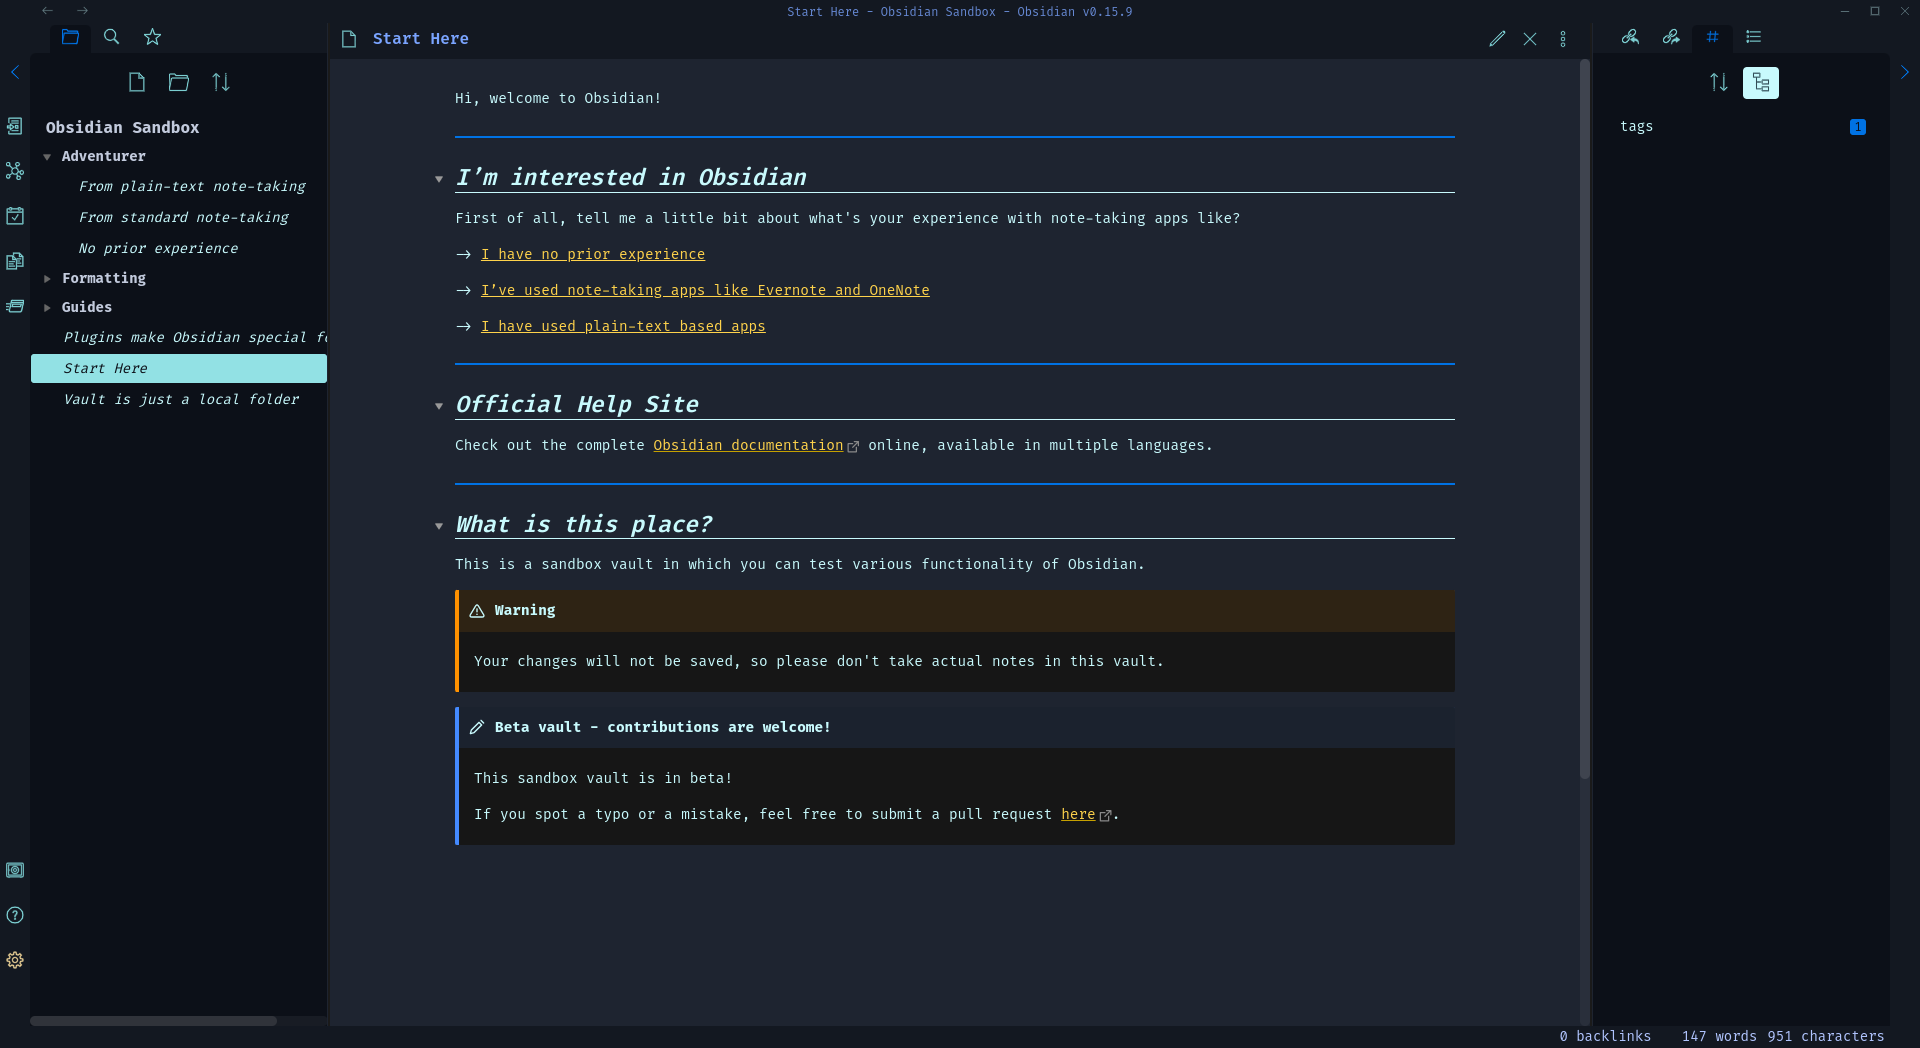 Start Here - Obsidian Sandbox - Obsidian v0.15.9
Start Here
Obsidian Sandbox
Adventurer
From plain-text note-taking
From standard note-taking
No prior experience
Formatting
Guides
Plugins make Obsidian special fo
Start Here
Vault is just a local folder
Hi, welcome to Obsidian!
I’m interested in Obsidian
First of all, tell me a little bit about what's your experience with note-taking apps like?
→ I have no prior experience
→ I’ve used note-taking apps like Evernote and OneNote
→ I have used plain-text based apps
Official Help Site
Check out the complete Obsidian documentation online, available in multiple languages.
What is this place?
This is a sandbox vault in which you can test various functionality of Obsidian.
Warning
Your changes will not be saved, so please don't take actual notes in this vault.
Beta vault - contributions are welcome!
This sandbox vault is in beta!
If you spot a typo or a mistake, feel free to submit a pull request here.
tags 1
0 backlinks 147 words 951 characters